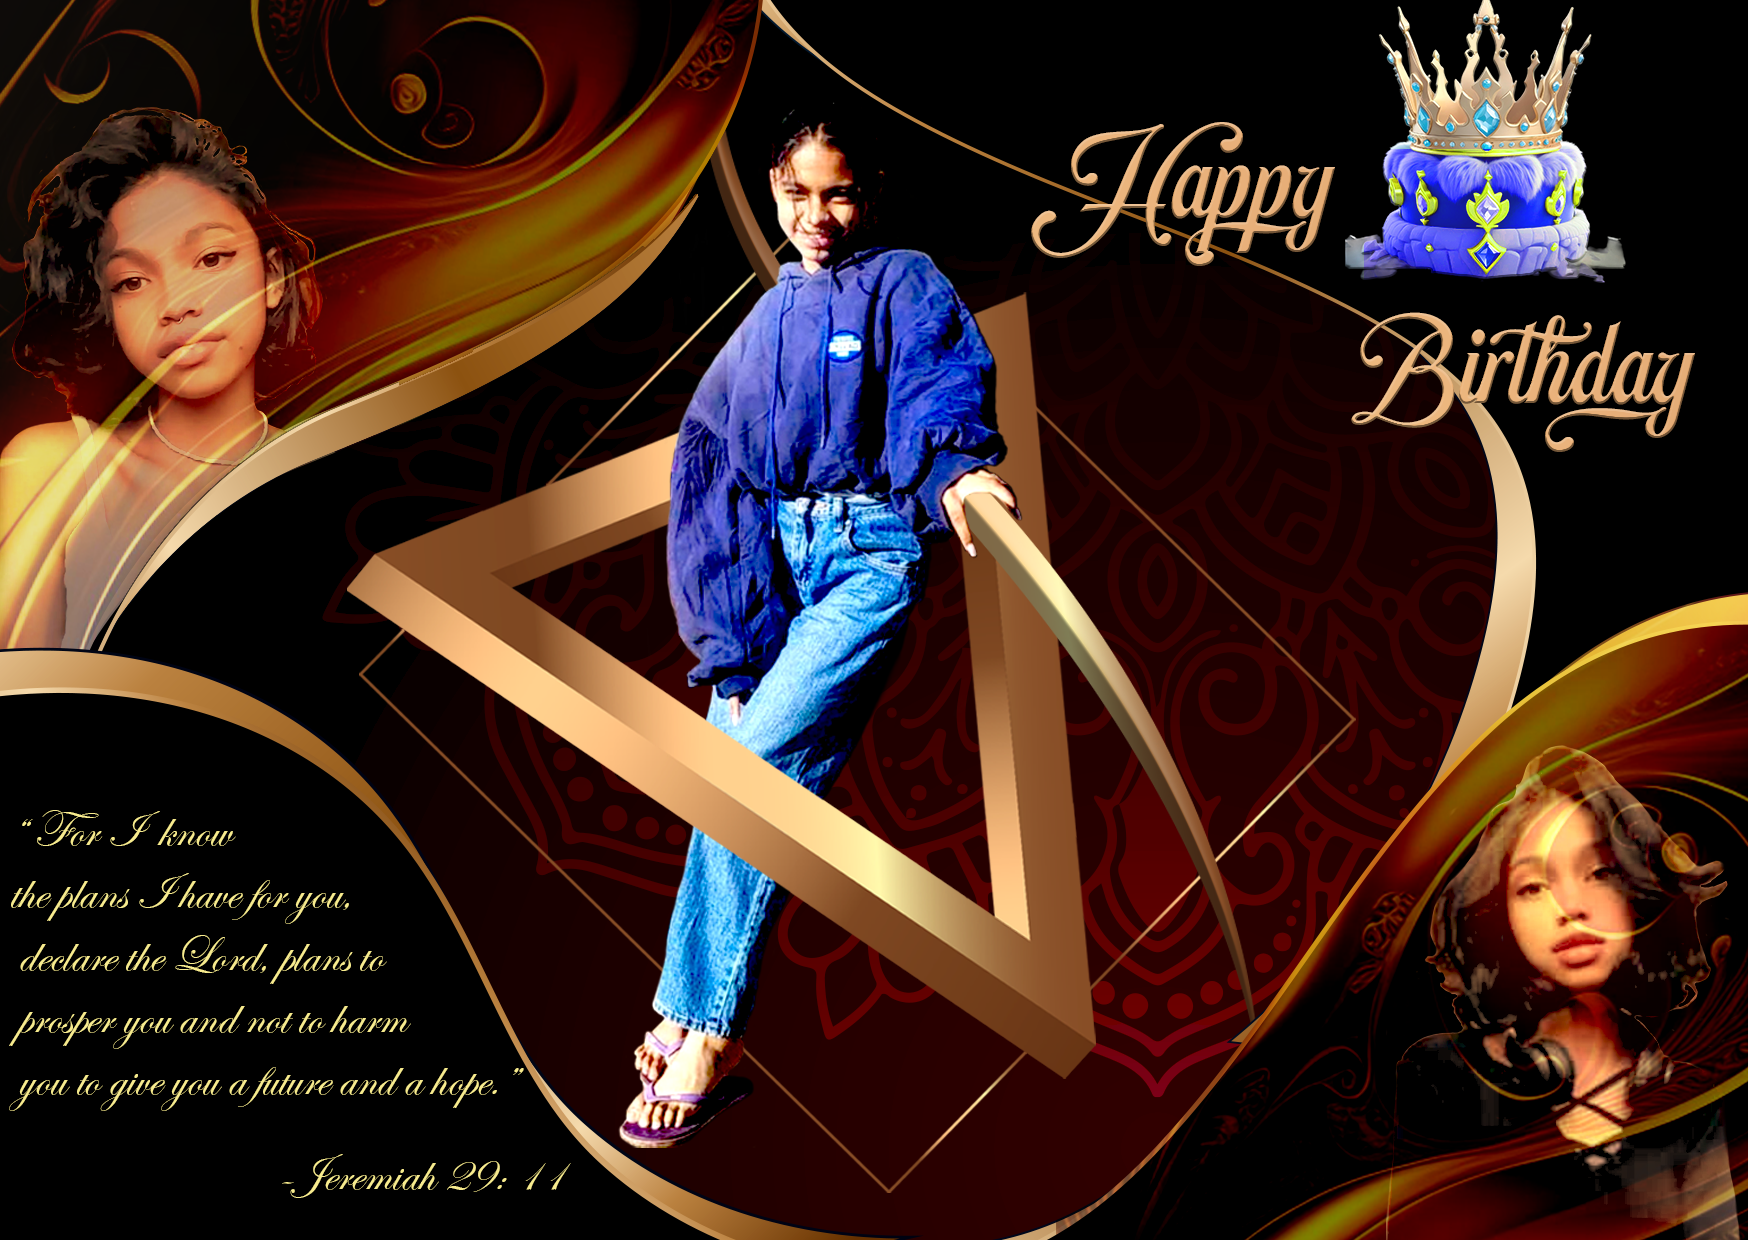 Happy
Birthday
“For I know
the plans I have for you,
declare the Lord, plans to
prosper you and not to harm
you to give you a future and a hope.”
-Jeremiah 29: 11